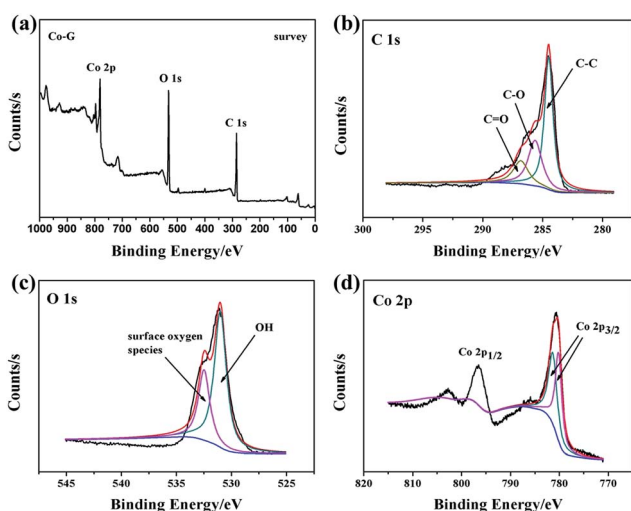 (a)
Co-G
survey
Co 2p
O 1s
C 1s
Counts/s
1000 900 800 700 600 500 400 300 200 100 0
Binding Energy/eV
(b)
C 1s
C-C
C-O
C=O
Counts/s
300 295 290 285 280
Binding Energy/eV
(c)
O 1s
surface oxygen
species
OH
Counts/s
545 540 535 530 525
Binding Energy/eV
(d)
Co 2p
Co 2p3/2
Co 2p1/2
Counts/s
820 810 800 790 780 770
Binding Energy/eV